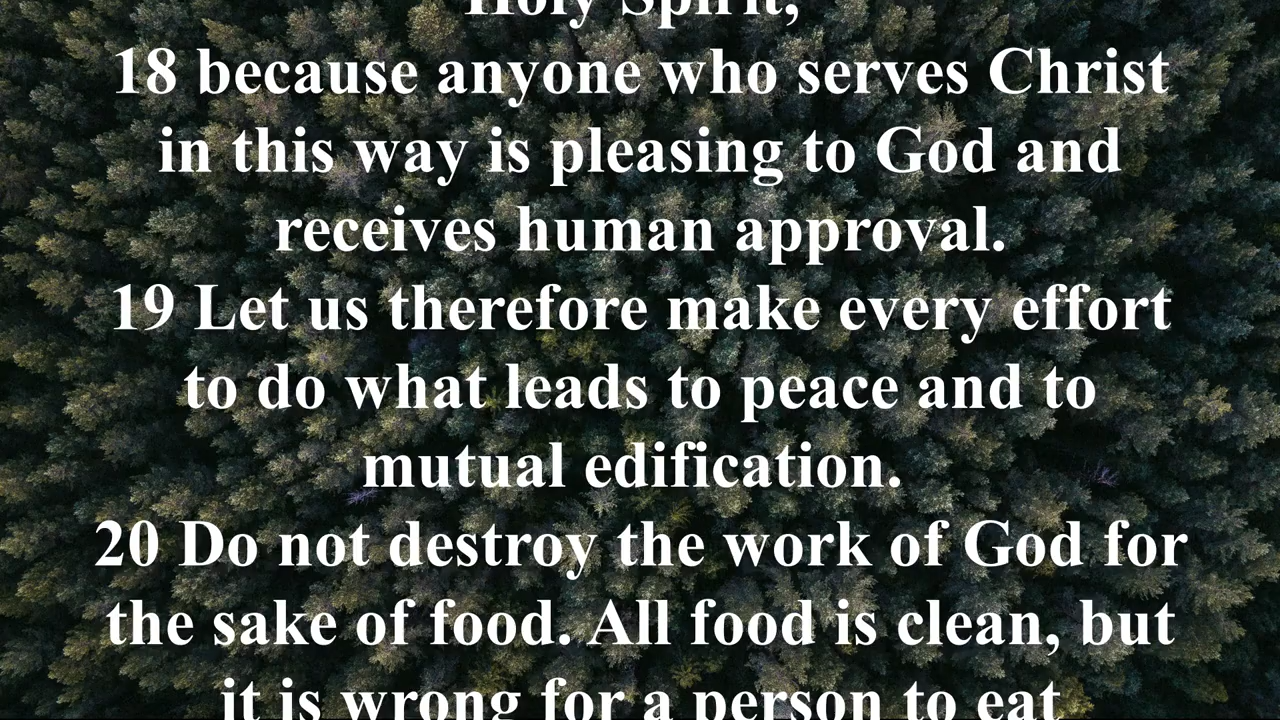 Holy Spirit,
18 because anyone who serves Christ
in this way is pleasing to God and
receives human approval.
19 Let us therefore make every effort
to do what leads to peace and to
mutual edification.
20 Do not destroy the work of God for
the sake of food. All food is clean, but
it is wrong for a person to eat